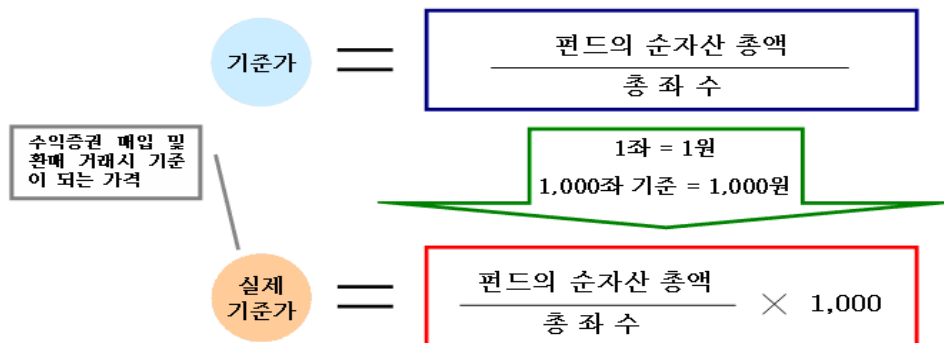 기준가
펀드의 순자산 총액
총 좌 수
수익증권 매입 및
환매 거래시 기준
이 되는 가격
1좌 = 1원
1,000좌 기준 = 1,000원
실제
기준가
펀드의 순자산 총액
총 좌 수
× 1,000